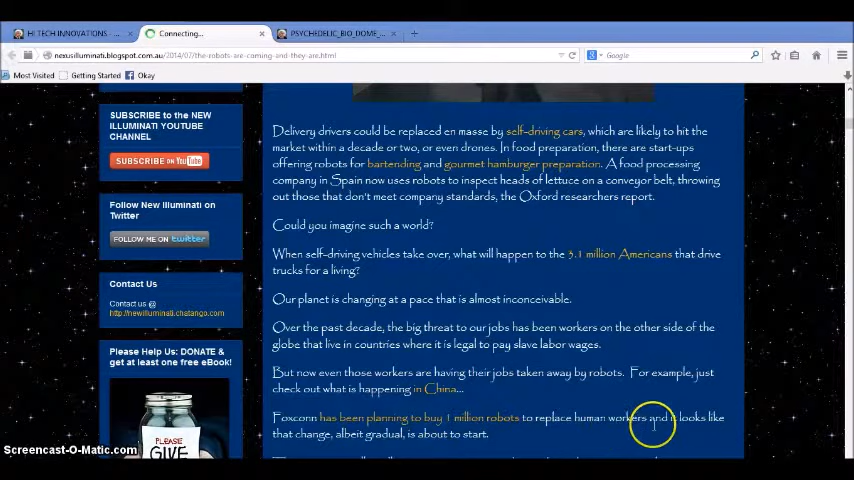 HI TECH INNOVATIONS - ...
Connecting...
PSYCHEDELIC_BIO_DOME_...
nexusilluminati.blogspot.com.au/2014/07/the-robots-are-coming-and-they-are.html
Google
Most Visited
Getting Started
Okay
SUBSCRIBE to the NEW
ILLUMINATI YOUTUBE
CHANNEL
SUBSCRIBE ON YouTube
Follow New Illuminati on
Twitter
FOLLOW ME ON twitter
Contact Us
Contact us @
http://newilluminati.chatango.com
Please Help Us: DONATE &
get at least one free eBook!
PLEASE
GIVE
Delivery drivers could be replaced en masse by self-driving cars, which are likely to hit the
market within a decade or two, or even drones. In food preparation, there are start-ups
offering robots for bartending and gourmet hamburger preparation. A food processing
company in Spain now uses robots to inspect heads of lettuce on a conveyor belt, throwing
out those that don't meet company standards, the Oxford researchers report.
Could you imagine such a world?
When self-driving vehicles take over, what will happen to the 3.1 million Americans that drive
trucks for a living?
Our planet is changing at a pace that is almost inconceivable.
Over the past decade, the big threat to our jobs has been workers on the other side of the
globe that live in countries where it is legal to pay slave labor wages.
But now even those workers are having their jobs taken away by robots. For example, just
check out what is happening in China...
Foxconn has been planning to buy 1 million robots to replace human workers and it looks like
that change, albeit gradual, is about to start.
Screencast-O-Matic.com